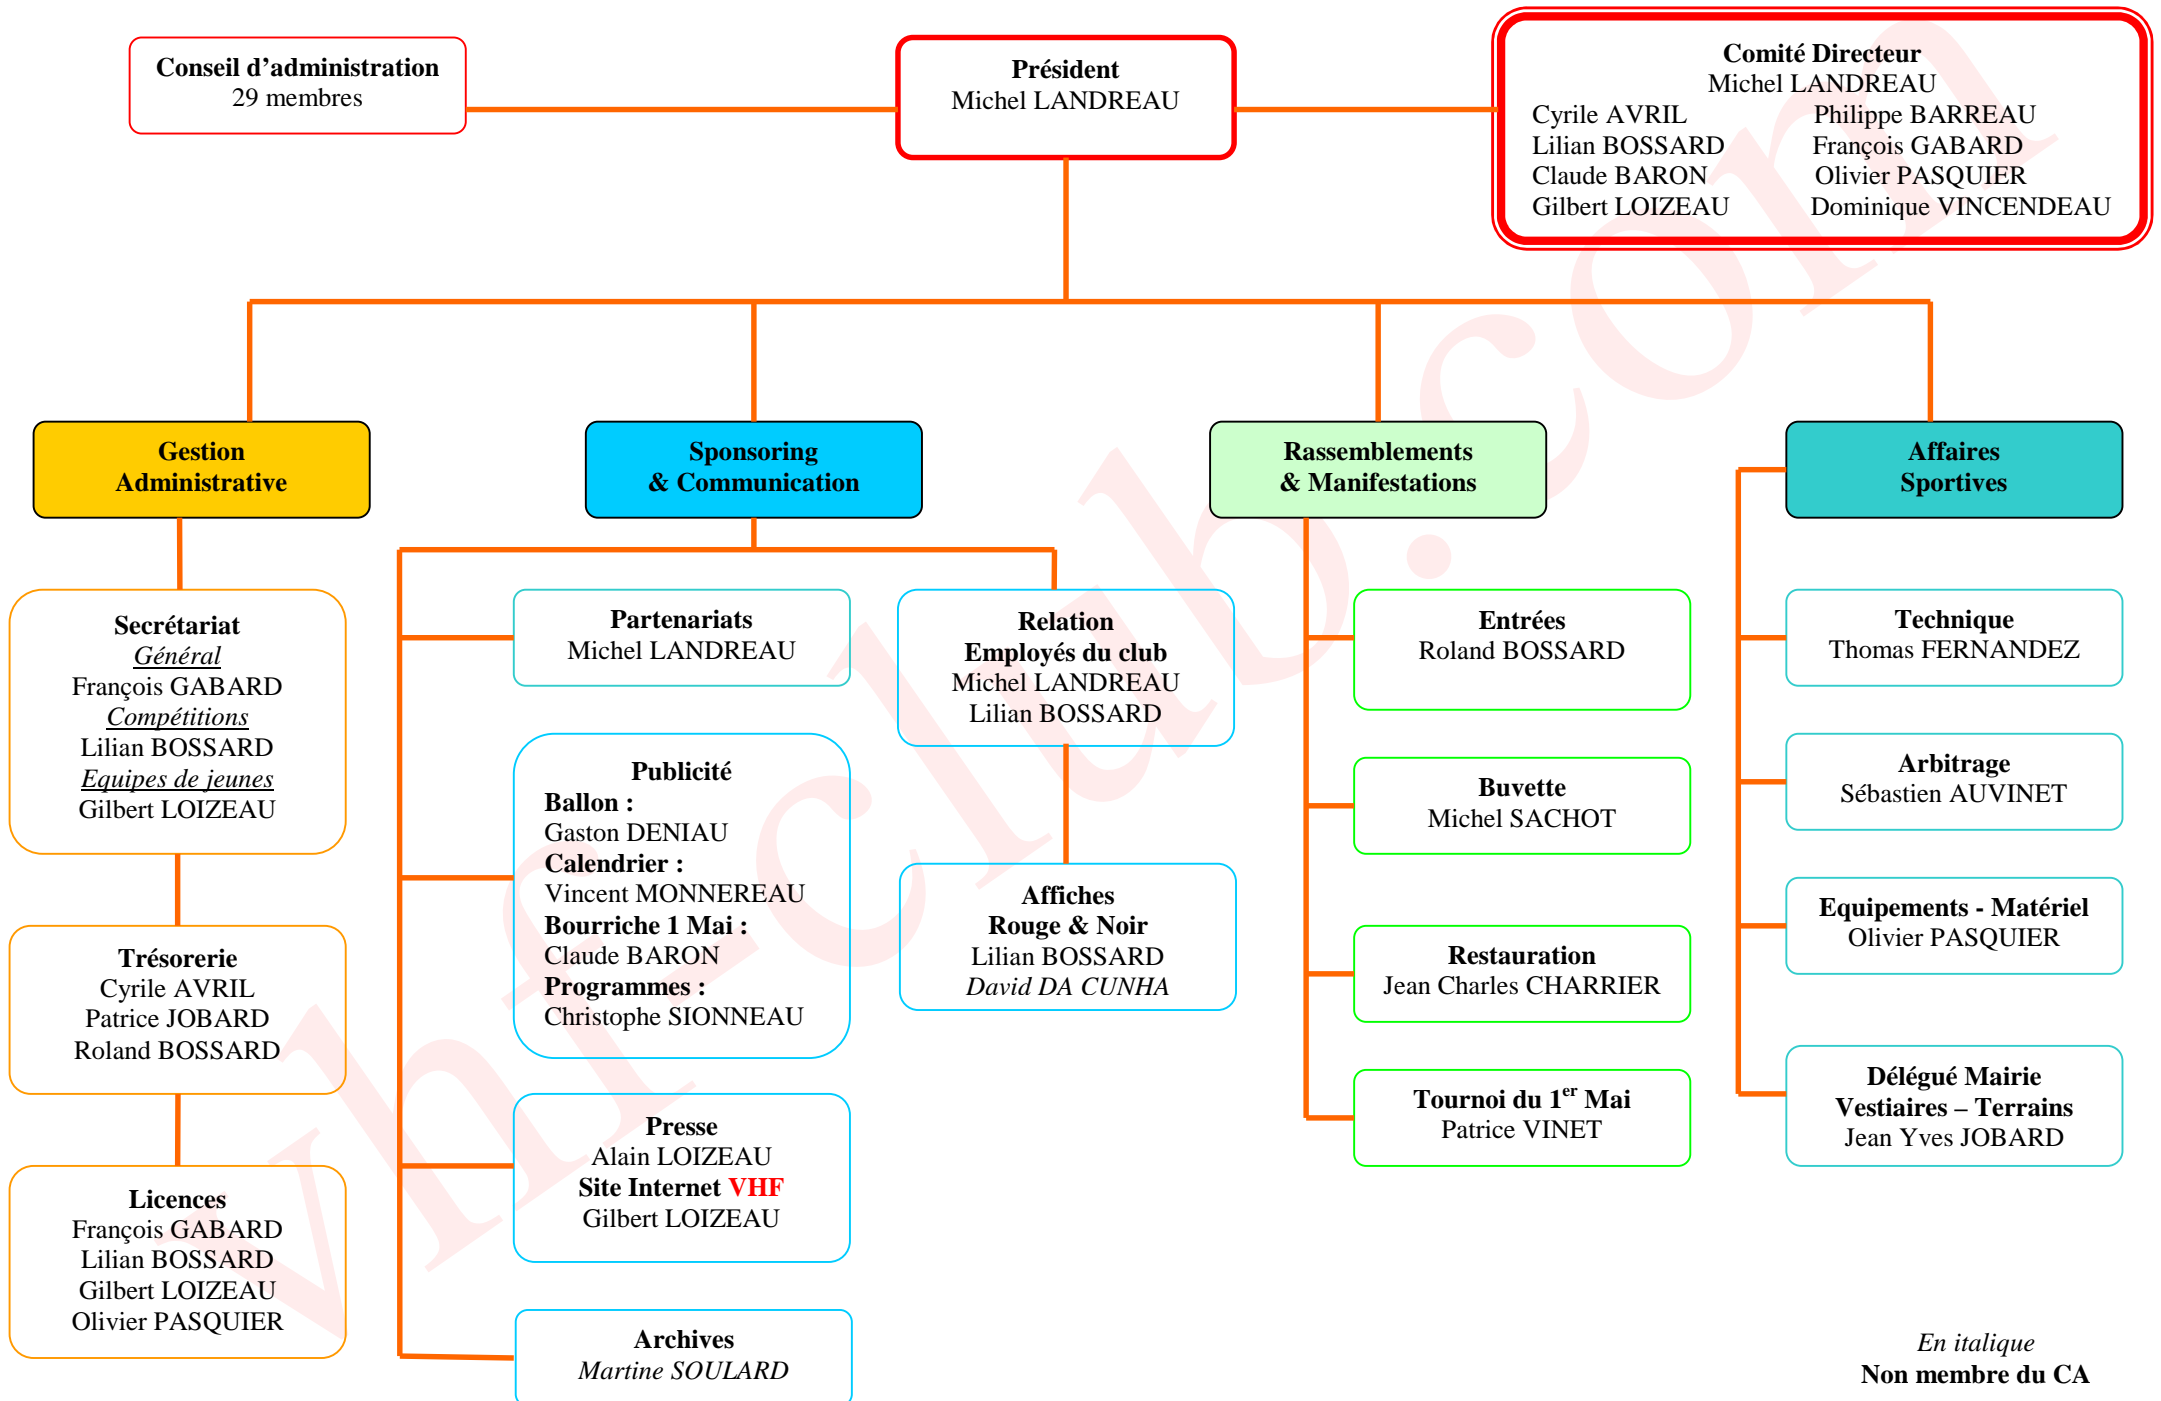 Conseil d’administration
29 membres
Président
Michel LANDREAU
Comité Directeur
Michel LANDREAU
Cyrile AVRIL Philippe BARREAU
Lilian BOSSARD François GABARD
Claude BARON Olivier PASQUIER
Gilbert LOIZEAU Dominique VINCENDEAU
Gestion
Administrative
Sponsoring
& Communication
Rassemblements
& Manifestations
Affaires
Sportives
Secrétariat
Général
François GABARD
Compétitions
Lilian BOSSARD
Equipes de jeunes
Gilbert LOIZEAU
Trésorerie
Cyrile AVRIL
Patrice JOBARD
Roland BOSSARD
Licences
François GABARD
Lilian BOSSARD
Gilbert LOIZEAU
Olivier PASQUIER
Partenariats
Michel LANDREAU
Publicité
Ballon :
Gaston DENIAU
Calendrier :
Vincent MONNEREAU
Bourriche 1 Mai :
Claude BARON
Programmes :
Christophe SIONNEAU
Presse
Alain LOIZEAU
Site Internet VHF
Gilbert LOIZEAU
Archives
Martine SOULARD
Relation
Employés du club
Michel LANDREAU
Lilian BOSSARD
Affiches
Rouge & Noir
Lilian BOSSARD
David DA CUNHA
Entrées
Roland BOSSARD
Buvette
Michel SACHOT
Restauration
Jean Charles CHARRIER
Tournoi du 1er Mai
Patrice VINET
Technique
Thomas FERNANDEZ
Arbitrage
Sébastien AUVINET
Equipements - Matériel
Olivier PASQUIER
Délégué Mairie
Vestiaires – Terrains
Jean Yves JOBARD
En italique
Non membre du CA
vhf-club.com